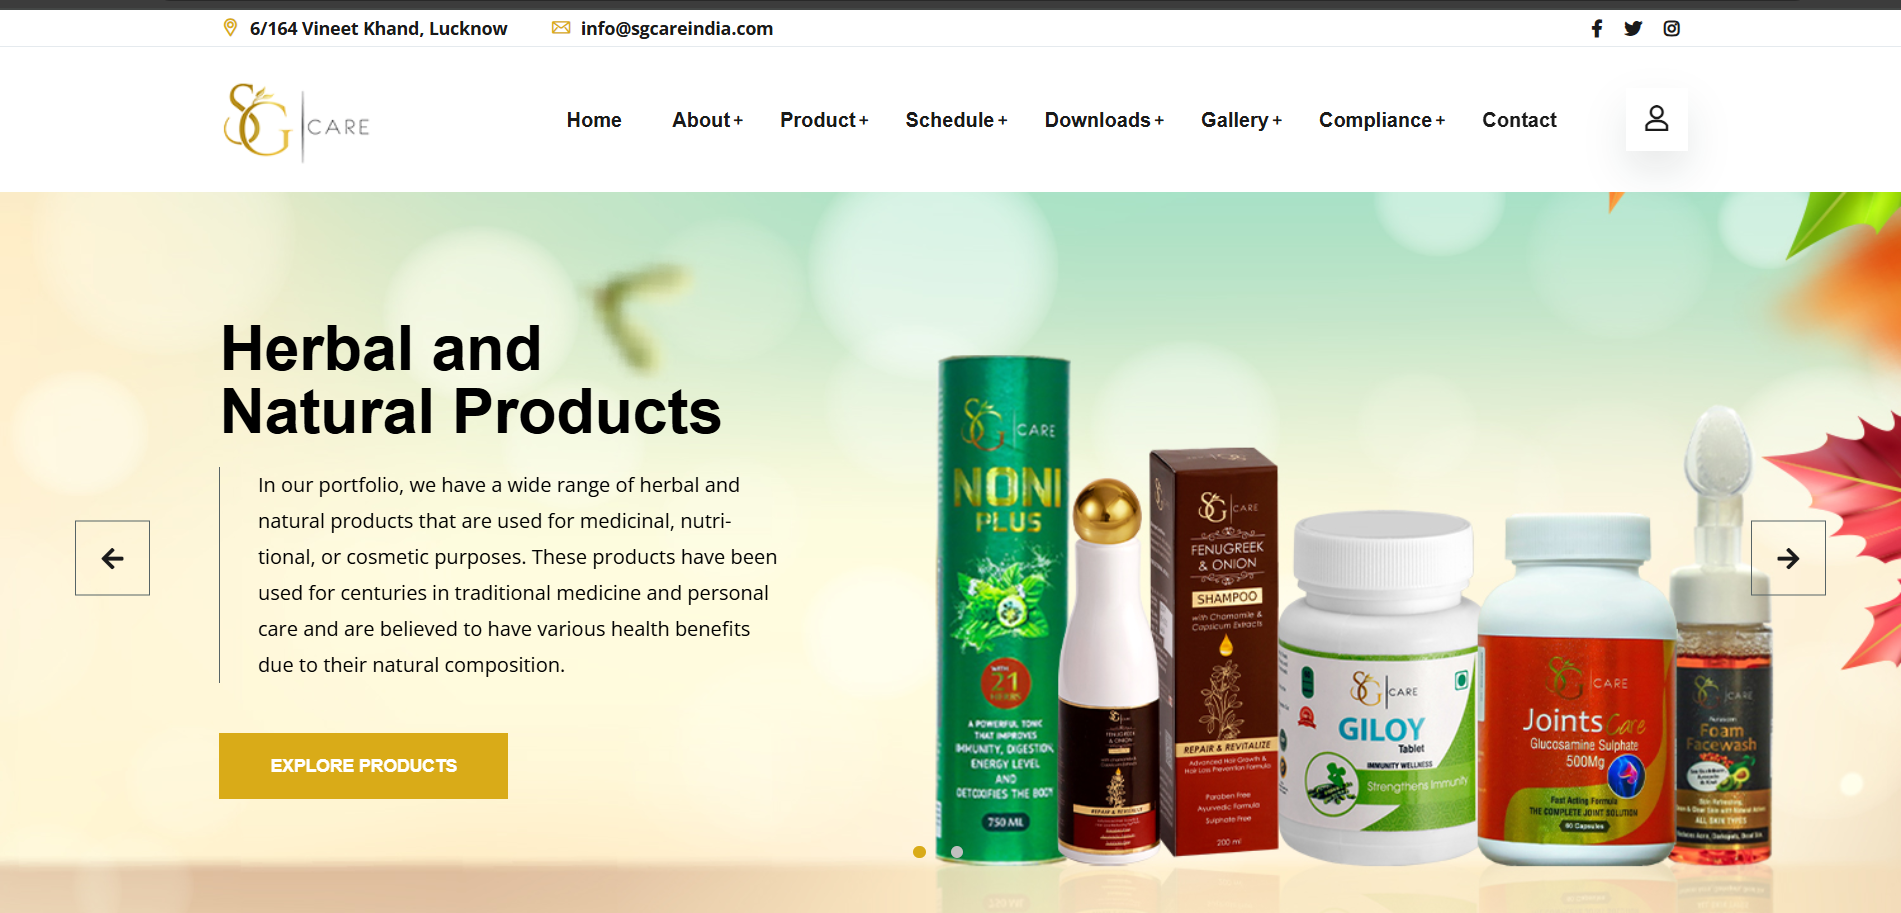 6/164 Vineet Khand, Lucknow
info@sgcareindia.com
SG CARE
Home
About+
Product+
Schedule+
Downloads+
Gallery+
Compliance+
Contact
Herbal and
Natural Products
In our portfolio, we have a wide range of herbal and
natural products that are used for medicinal, nutri-
tional, or cosmetic purposes. These products have been
used for centuries in traditional medicine and personal
care and are believed to have various health benefits
due to their natural composition.
EXPLORE PRODUCTS
SG CARE
NONI
PLUS
WITH
21
HERBS
A POWERFUL TONIC
THAT IMPROVES
IMMUNITY, DIGESTION,
ENERGY LEVEL
AND
DETOXIFIES THE BODY
750 ML
FENUGREEK
& ONION
REPAIR & REVITALIZE
SG CARE
FENUGREEK
& ONION
SHAMPOO
with Chamomile &
Capsicum Extracts
REPAIR & REVITALIZE
Advanced Hair Growth &
Hair Loss Prevention Formula
Paraben Free
Ayurvedic Formula
Sulphate Free
200 ml
SG CARE
GILOY
Tablet
IMMUNITY WELLNESS
Strengthens Immunity
SG CARE
Joints Care
Glucosamine Sulphate
500Mg
Fast Acting Formula
THE COMPLETE JOINT SOLUTION
60 Capsules
SG CARE
Foam
Facewash
ALL SKIN TYPES